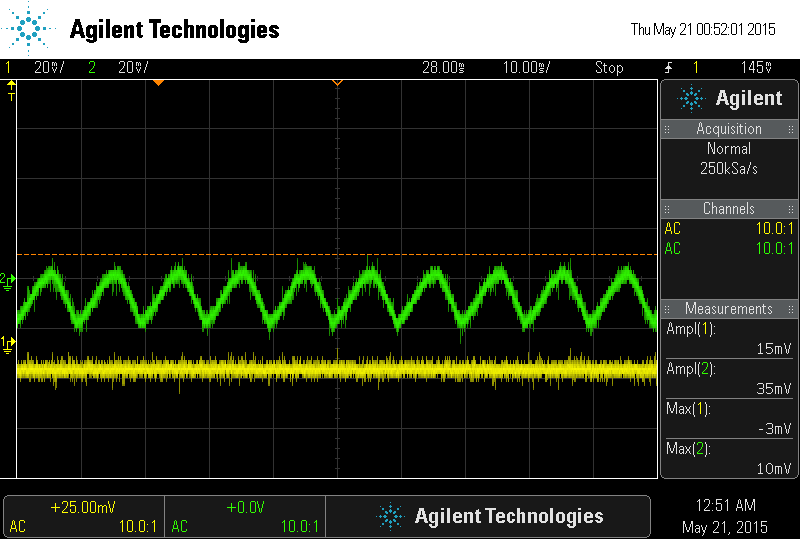 Agilent Technologies
Thu May 21 00:52:01 2015
1 20mV/ 2 20mV/ 28.00ms 10.00ms/ Stop 1 145mV
T
Agilent
Acquisition
Normal
250kSa/s
Channels
AC 10.0:1
AC 10.0:1
2
1
Measurements
Ampl(1):
15mV
Ampl(2):
35mV
Max(1):
-3mV
Max(2):
10mV
+25.00mV
AC 10.0:1
+0.0V
AC 10.0:1
Agilent Technologies
12:51 AM
May 21, 2015